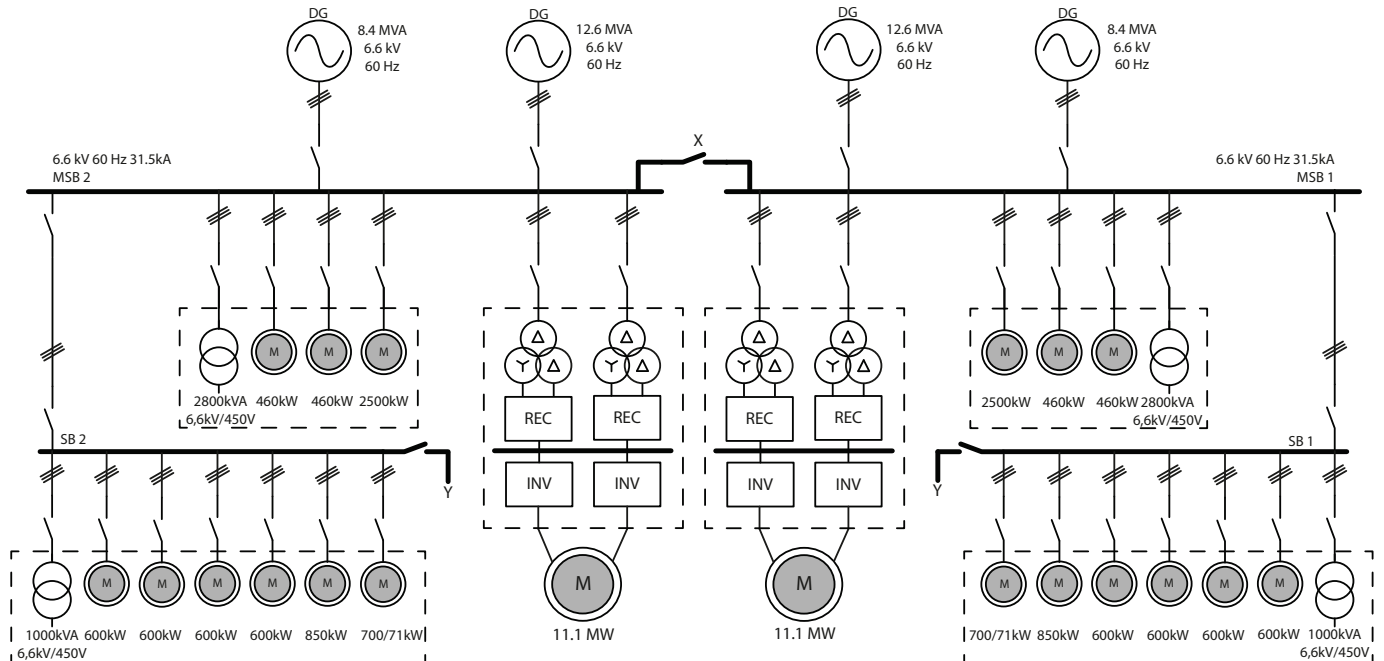 DG
8.4 MVA
6.6 kV
60 Hz
DG
12.6 MVA
6.6 kV
60 Hz
DG
12.6 MVA
6.6 kV
60 Hz
DG
8.4 MVA
6.6 kV
60 Hz
X
6.6 kV 60 Hz 31.5kA
MSB 2
6.6 kV 60 Hz 31.5kA
MSB 1
M
M
M
2800kVA
6,6kV/450V
460kW
460kW
2500kW
REC
REC
INV
INV
M
11.1 MW
REC
REC
INV
INV
M
11.1 MW
M
M
M
2500kW
460kW
460kW
2800kVA
6,6kV/450V
SB 2
Y
M
M
M
M
M
M
1000kVA
6,6kV/450V
600kW
600kW
600kW
600kW
850kW
700/71kW
SB 1
Y
M
M
M
M
M
M
700/71kW
850kW
600kW
600kW
600kW
600kW
1000kVA
6,6kV/450V